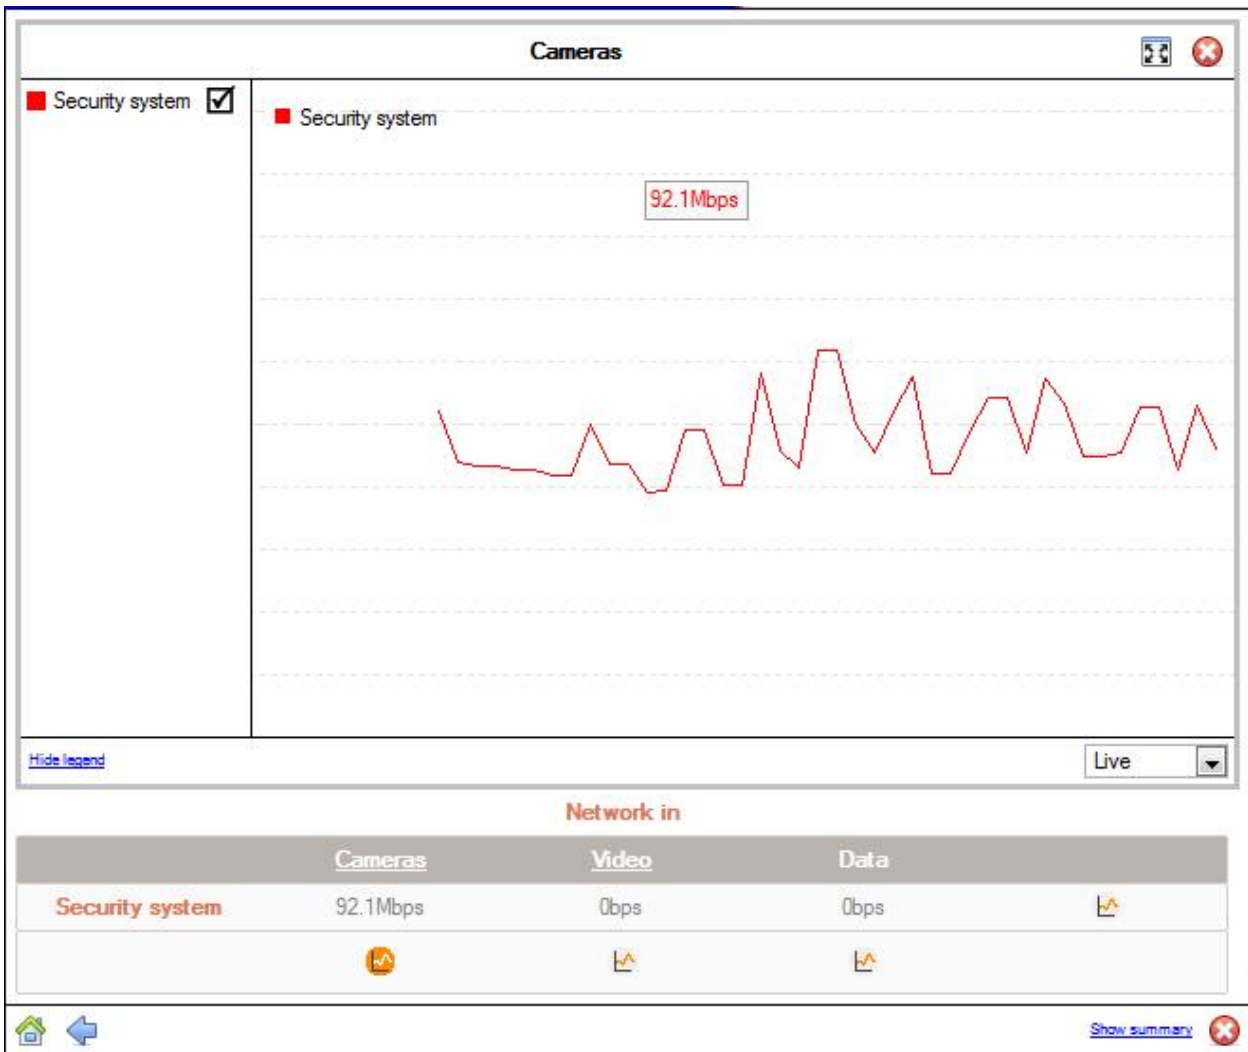 Cameras
Security system
Security system
92.1Mbps
Hide legend
Live
Network in
Cameras Video Data
Security system 92.1Mbps 0bps 0bps
Show summary